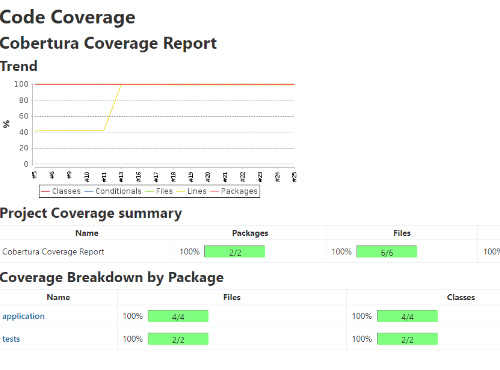 Code Coverage
Cobertura Coverage Report
Trend
100
80
60
40
20
0
%
#5 #6 #9 #10 #11 #13 #15 #16 #17 #18 #19 #21 #22 #23 #24 #25
Classes Conditionals Files Lines Packages
Project Coverage summary
Name Packages Files
Cobertura Coverage Report 100% 2/2 100% 6/6 100%
Coverage Breakdown by Package
Name Files Classes
application 100% 4/4 100% 4/4
tests 100% 2/2 100% 2/2